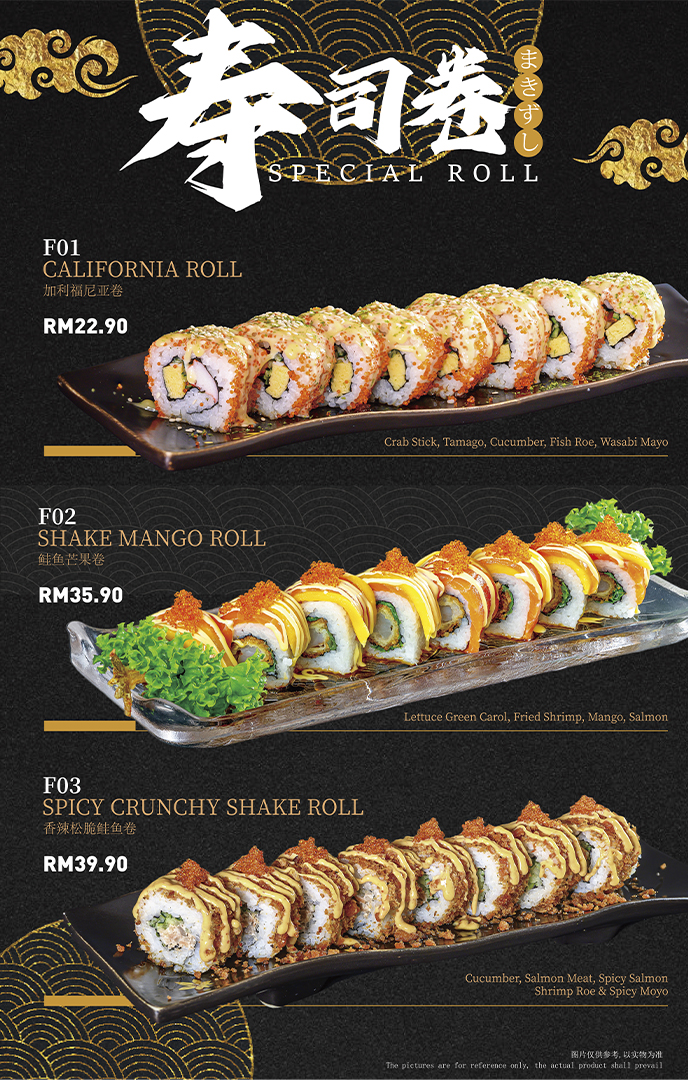 寿司卷
まきずし
SPECIAL ROLL
F01
CALIFORNIA ROLL
加利福尼亚卷
RM22.90
Crab Stick, Tamago, Cucumber, Fish Roe, Wasabi Mayo
F02
SHAKE MANGO ROLL
鲑鱼芒果卷
RM35.90
Lettuce Green Carol, Fried Shrimp, Mango, Salmon
F03
SPICY CRUNCHY SHAKE ROLL
香辣松脆鲑鱼卷
RM39.90
Cucumber, Salmon Meat, Spicy Salmon
Shrimp Roe & Spicy Moyo
图片仅供参考,以实物为准
The pictures are for reference only, the actual product shall prevail